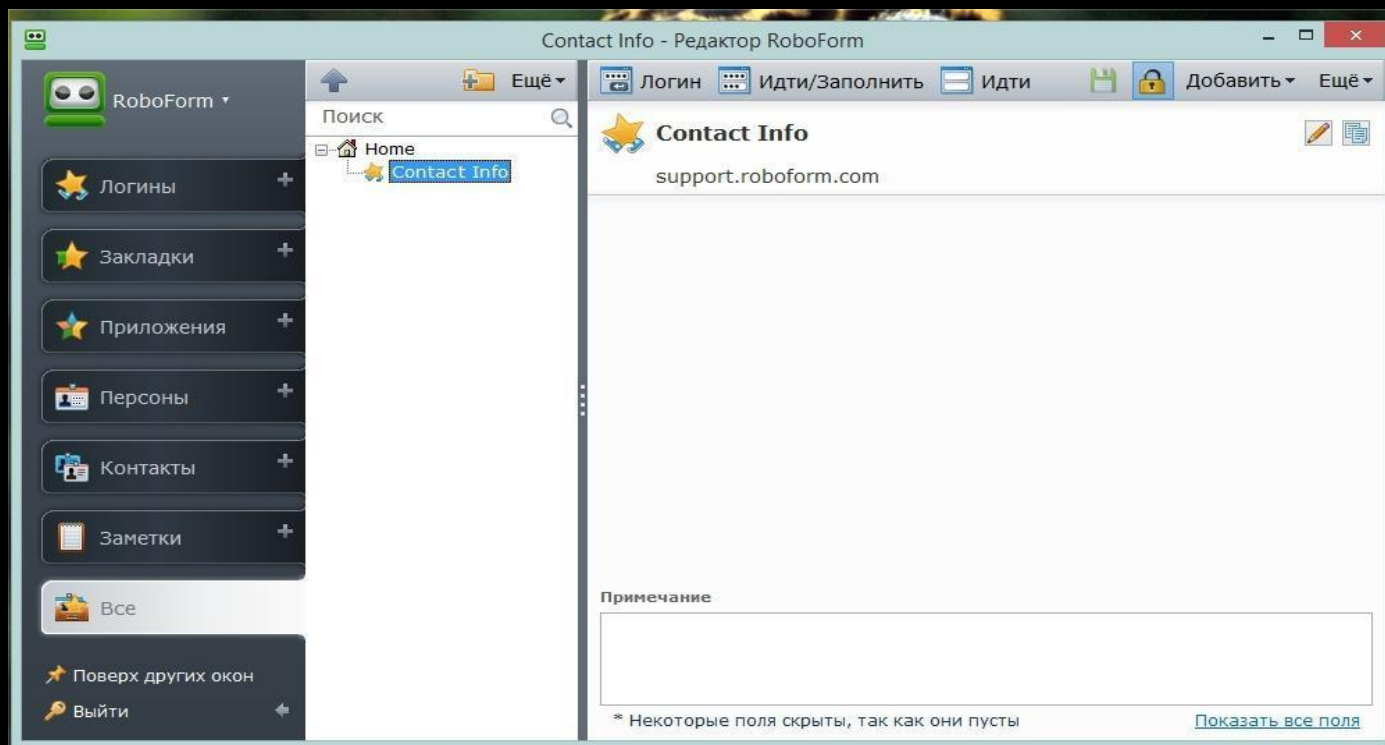 Contact Info - Редактор RoboForm
RoboForm
Логины
Закладки
Приложения
Персоны
Контакты
Заметки
Все
Поверх других окон
Выйти
Ещё
Поиск
Home
Contact Info
Логин Идти/Заполнить Идти Добавить Ещё
Contact Info
support.roboform.com
Примечание
* Некоторые поля скрыты, так как они пусты Показать все поля